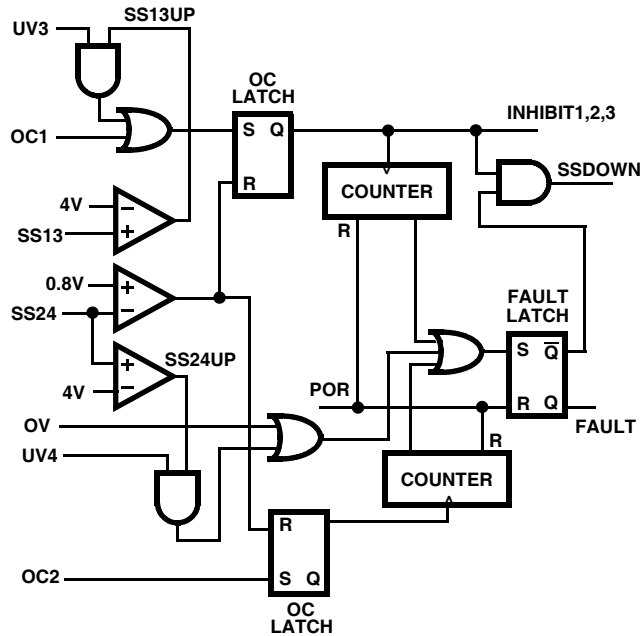 SS13UP
UV3
OC
LATCH
INHIBIT1,2,3
S Q
OC1
SSDOWN
R
COUNTER
4V
–
+
SS13
R
0.8V
+
–
SS24
FAULT
LATCH
S Q
SS24UP
+
–
4V
POR
R Q
OV
FAULT
R
UV4
COUNTER
R
OC2
S Q
OC
LATCH